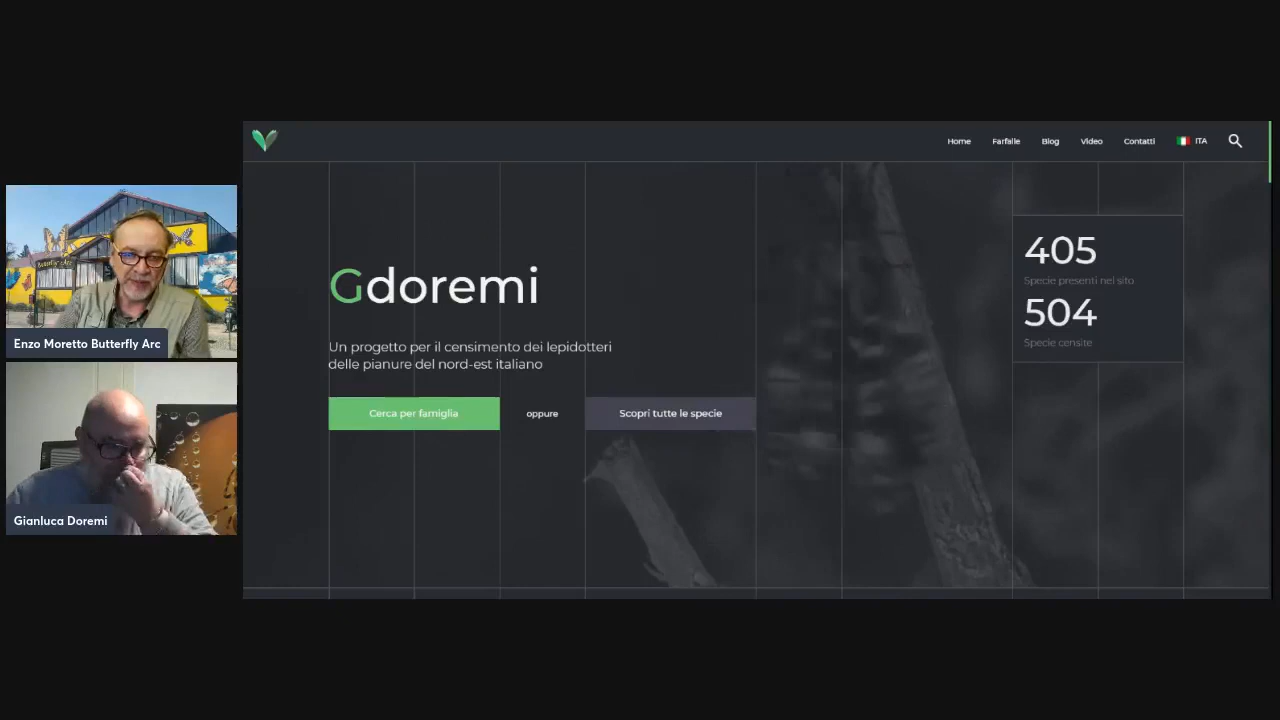 Home Farfalle Blog Video Contatti ITA
Enzo Moretto Butterfly Arc
Gianluca Doremi
Gdoremi
Un progetto per il censimento dei lepidotteri
delle pianure del nord-est italiano
Cerca per famiglia oppure Scopri tutte le specie
405
Specie presenti nel sito
504
Specie censite